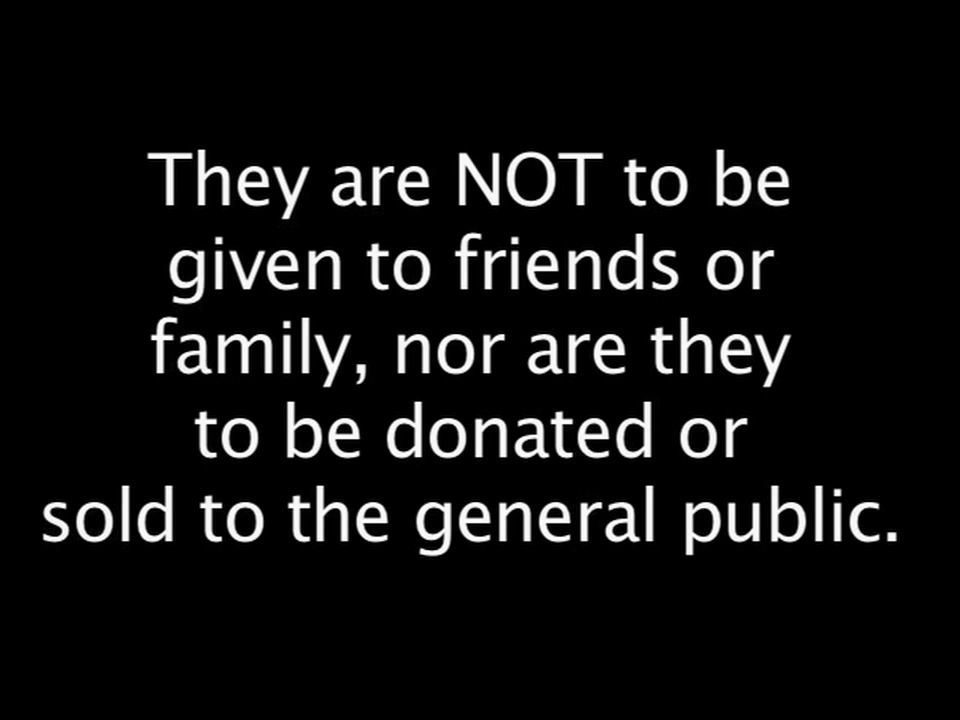 They are NOT to be
given to friends or
family, nor are they
to be donated or
sold to the general public.